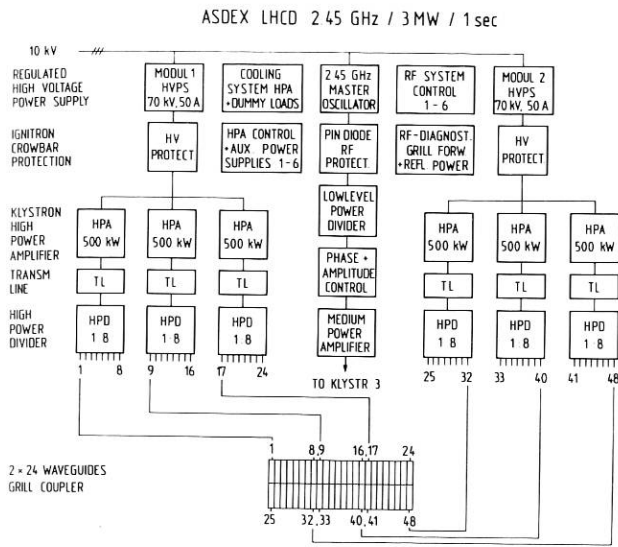 ASDEX LHCD 2.45 GHz / 3MW / 1sec
10 kV
REGULATED
HIGH VOLTAGE
POWER SUPPLY
MODUL 1
HVPS
70 kV, 50 A
COOLING
SYSTEM HPA
+DUMMY LOADS
2.45 GHz
MASTER
OSCILLATOR
RF SYSTEM
CONTROL
1-6
MODUL 2
HVPS
70 kV, 50 A
IGNITRON
CROWBAR
PROTECTION
HV
PROTECT
HPA CONTROL
+AUX POWER
SUPPLIES 1-6
PIN DIODE
RF
PROTECT.
RF-DIAGNOST.
GRILL FORW
+REFL POWER
HV
PROTECT
LOWLEVEL
POWER
DIVIDER
KLYSTRON
HIGH
POWER
AMPLIFIER
HPA
500 kW
HPA
500 kW
HPA
500 kW
PHASE +
AMPLITUDE
CONTROL
HPA
500 kW
HPA
500 kW
HPA
500 kW
TRANSM
LINE
TL
TL
TL
TL
TL
TL
HIGH
POWER
DIVIDER
HPD
1:8
HPD
1:8
HPD
1:8
MEDIUM
POWER
AMPLIFIER
HPD
1:8
HPD
1:8
HPD
1:8
1 8 9 16 17 24
TO KLYSTR 3
25 32 33 40 41 48
1 8,9 16,17 24
2 × 24 WAVEGUIDES
GRILL COUPLER
25 32,33 40,41 48